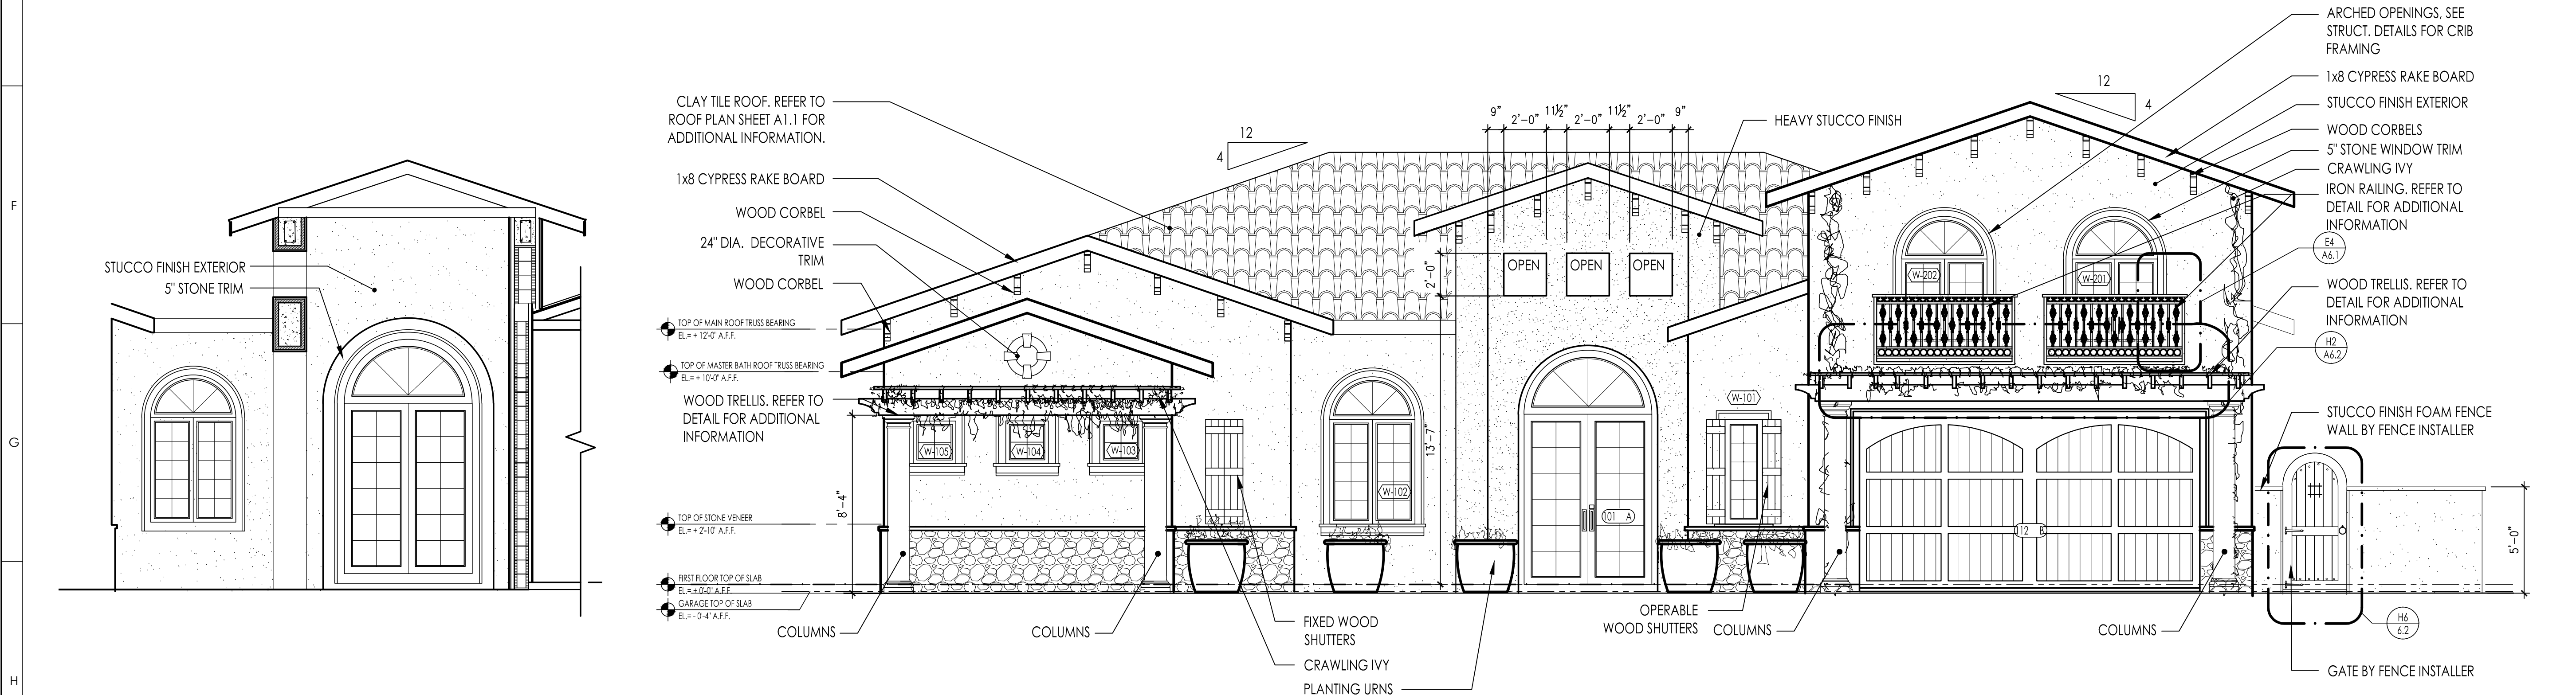 F
G
H
STUCCO FINISH EXTERIOR
5" STONE TRIM
CLAY TILE ROOF. REFER TO
ROOF PLAN SHEET A1.1 FOR
ADDITIONAL INFORMATION.
1x8 CYPRESS RAKE BOARD
WOOD CORBEL
24" DIA. DECORATIVE
TRIM
WOOD CORBEL
TOP OF MAIN ROOF TRUSS BEARING
EL.= + 12'-0" A.F.F.
TOP OF MASTER BATH ROOF TRUSS BEARING
EL.= + 10'-0" A.F.F.
WOOD TRELLIS. REFER TO
DETAIL FOR ADDITIONAL
INFORMATION
TOP OF STONE VENEER
EL.= + 2'-10" A.F.F.
FIRST FLOOR TOP OF SLAB
EL.= + 0'-0" A.F.F.
GARAGE TOP OF SLAB
EL.= - 0'-4" A.F.F.
8'-4"
COLUMNS
COLUMNS
12
4
9"
2'-0"
11½"
2'-0"
11½"
2'-0"
9"
HEAVY STUCCO FINISH
OPEN
OPEN
OPEN
2'-0"
13'-7"
W-105
W-104
W-103
W-102
W-101
101 A
W-202
W-201
112 B
FIXED WOOD
SHUTTERS
CRAWLING IVY
PLANTING URNS
OPERABLE
WOOD SHUTTERS
COLUMNS
COLUMNS
12
4
ARCHED OPENINGS, SEE
STRUCT. DETAILS FOR CRIB
FRAMING
1x8 CYPRESS RAKE BOARD
STUCCO FINISH EXTERIOR
WOOD CORBELS
5" STONE WINDOW TRIM
CRAWLING IVY
IRON RAILING. REFER TO
DETAIL FOR ADDITIONAL
INFORMATION
E4
A6.1
WOOD TRELLIS. REFER TO
DETAIL FOR ADDITIONAL
INFORMATION
H2
A6.2
STUCCO FINISH FOAM FENCE
WALL BY FENCE INSTALLER
5'-0"
H6
6.2
GATE BY FENCE INSTALLER